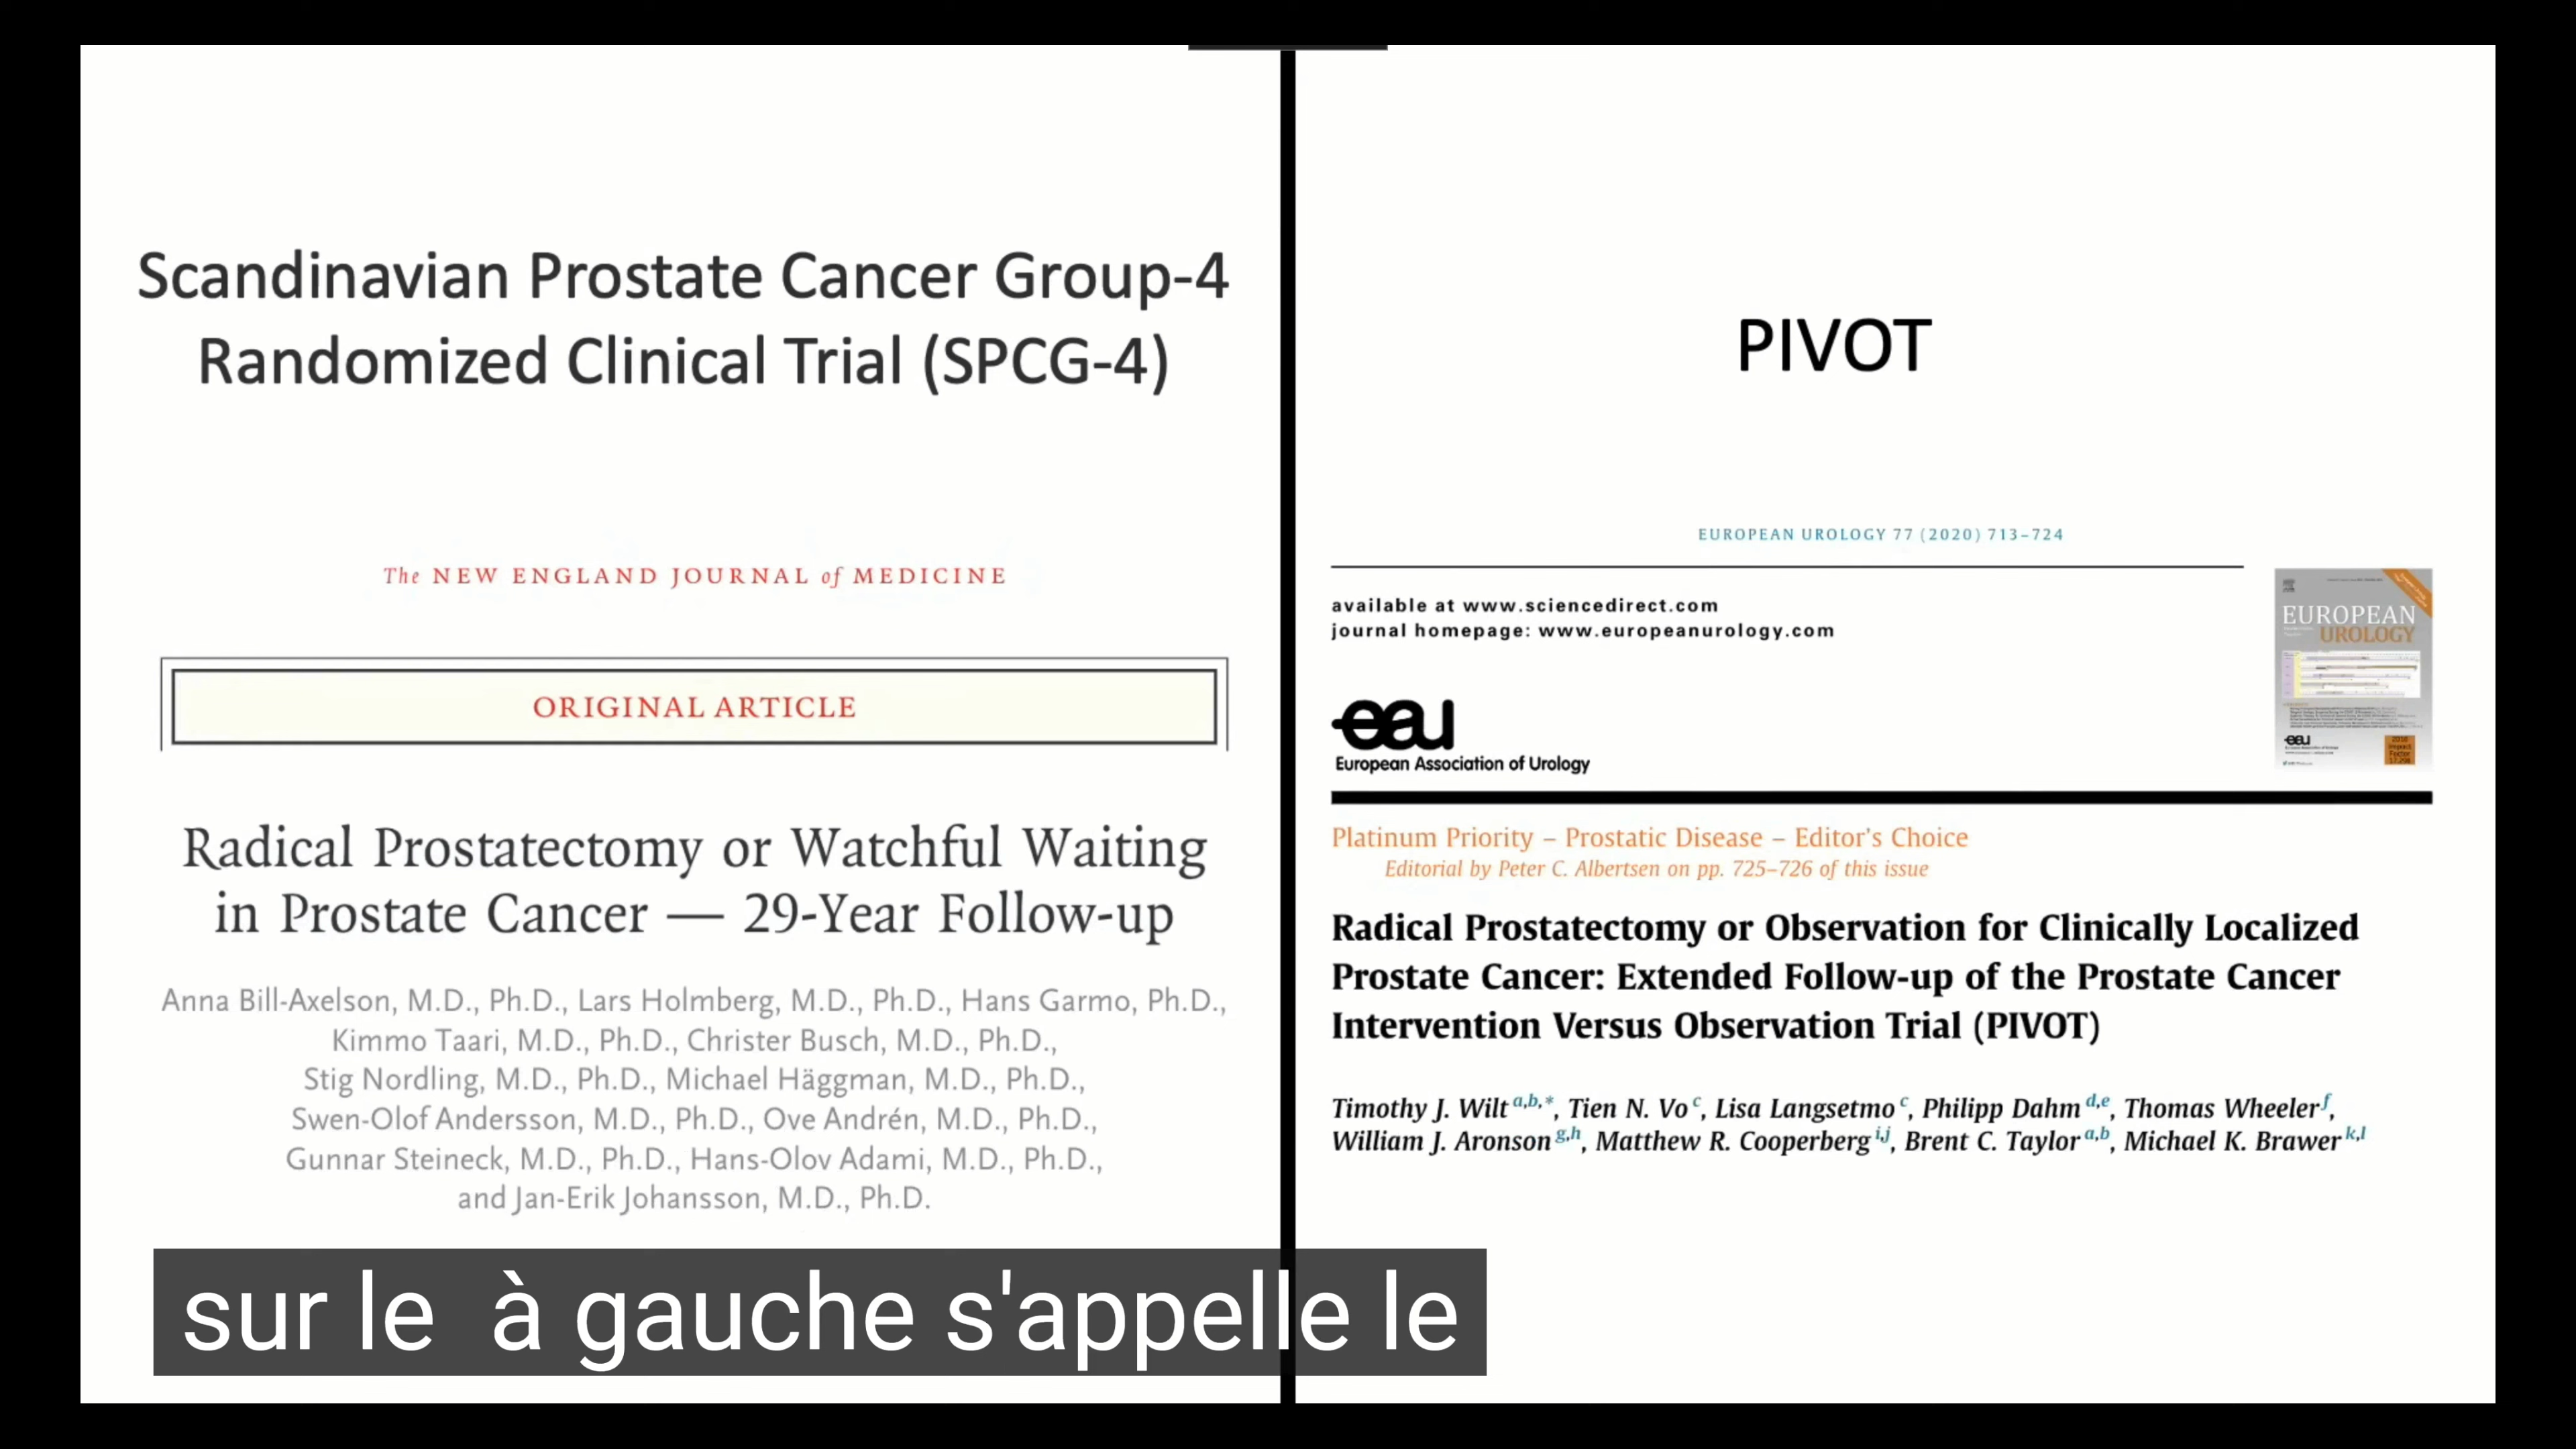 Scandinavian Prostate Cancer Group-4
Randomized Clinical Trial (SPCG-4)
The NEW ENGLAND JOURNAL of MEDICINE
ORIGINAL ARTICLE
Radical Prostatectomy or Watchful Waiting
in Prostate Cancer — 29-Year Follow-up
Anna Bill-Axelson, M.D., Ph.D., Lars Holmberg, M.D., Ph.D., Hans Garmo, Ph.D.,
Kimmo Taari, M.D., Ph.D., Christer Busch, M.D., Ph.D.,
Stig Nordling, M.D., Ph.D., Michael Häggman, M.D., Ph.D.,
Swen-Olof Andersson, M.D., Ph.D., Ove Andrén, M.D., Ph.D.,
Gunnar Steineck, M.D., Ph.D., Hans-Olov Adami, M.D., Ph.D.,
and Jan-Erik Johansson, M.D., Ph.D.
PIVOT
EUROPEAN UROLOGY 77 (2020) 713–724
available at www.sciencedirect.com
journal homepage: www.europeanurology.com
EUROPEAN
UROLOGY
eau
European Association of Urology
Platinum Priority – Prostatic Disease – Editor's Choice
Editorial by Peter C. Albertsen on pp. 725–726 of this issue
Radical Prostatectomy or Observation for Clinically Localized
Prostate Cancer: Extended Follow-up of the Prostate Cancer
Intervention Versus Observation Trial (PIVOT)
Timothy J. Wilt a,b,*, Tien N. Vo c, Lisa Langsetmo c, Philipp Dahm d,e, Thomas Wheeler f,
William J. Aronson g,h, Matthew R. Cooperberg i,j, Brent C. Taylor a,b, Michael K. Brawer k,l
sur le  à gauche s'appelle le